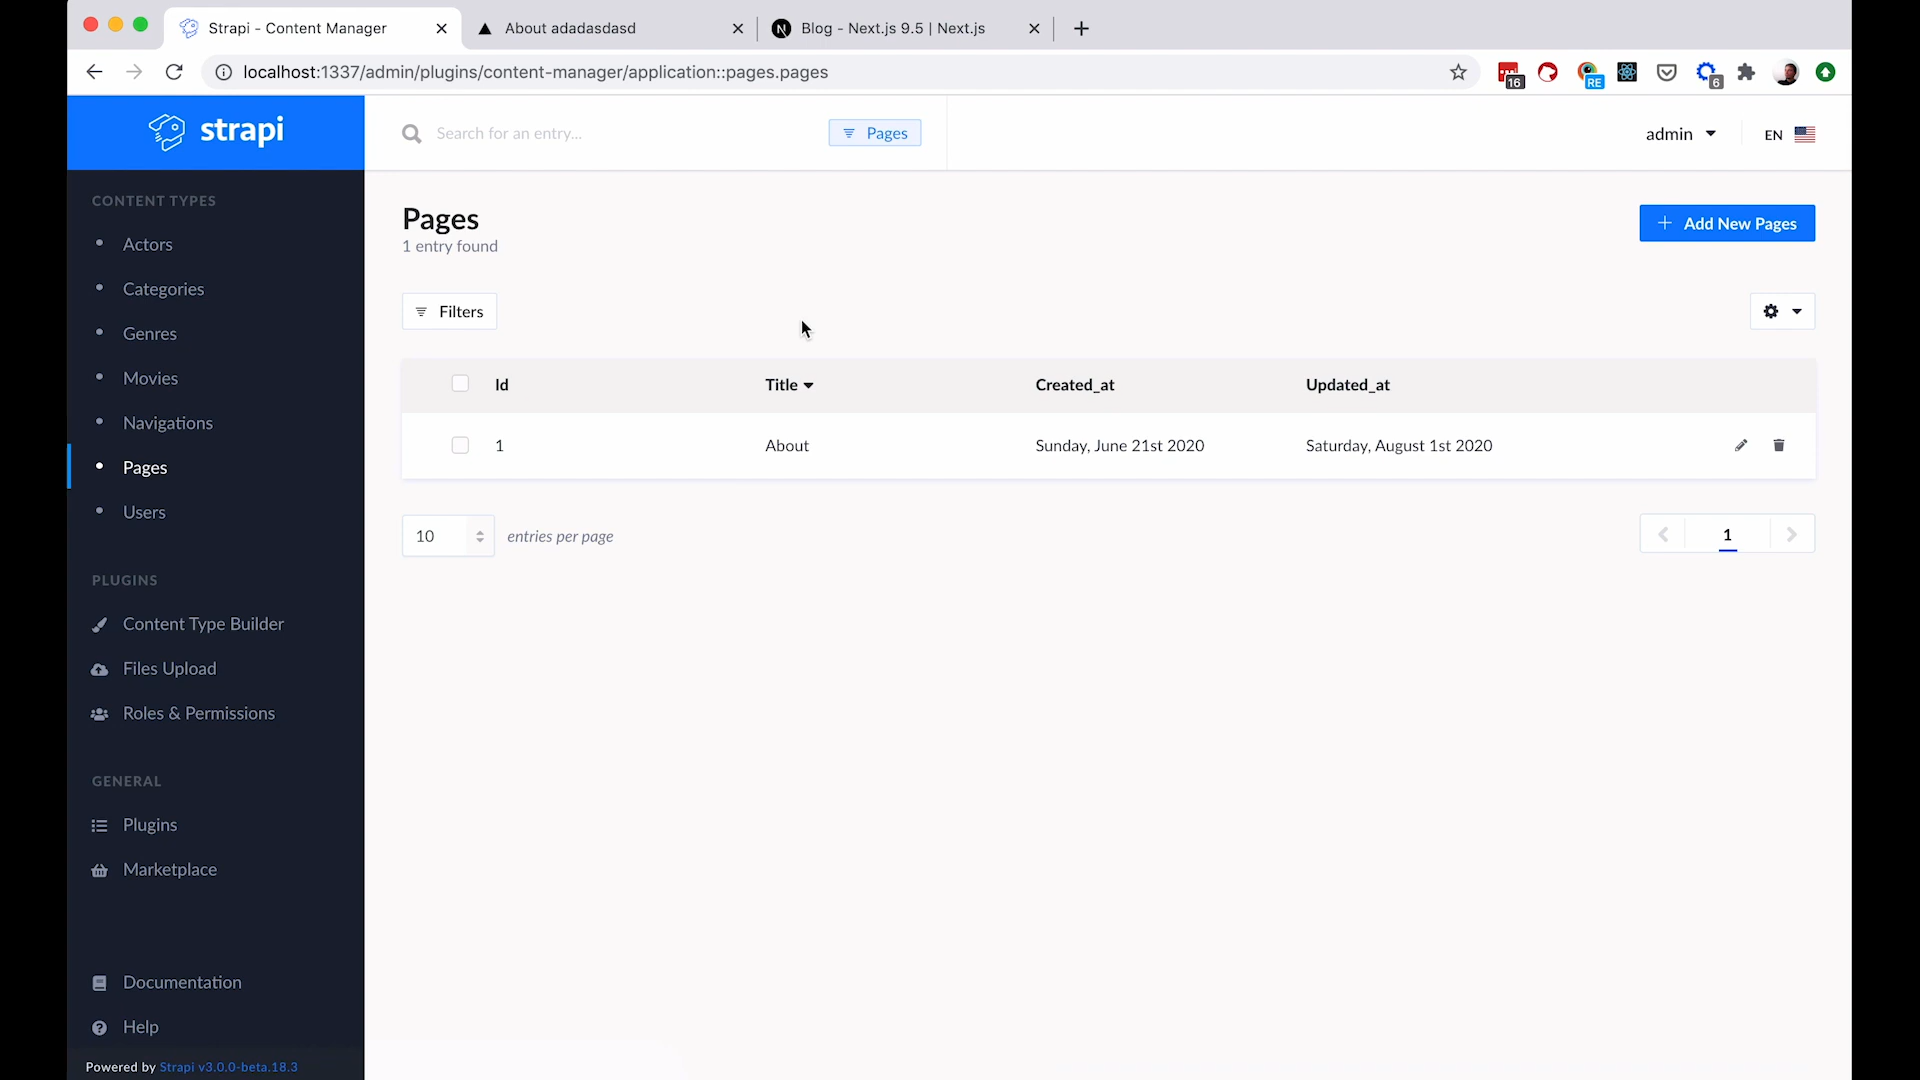 Strapi - Content Manager
About adadasdasd
Blog - Next.js 9.5 | Next.js
localhost:1337/admin/plugins/content-manager/application::pages.pages
16
RE
6
strapi
Search for an entry...
Pages
admin
EN
CONTENT TYPES
Actors
Categories
Genres
Movies
Navigations
Pages
Users
PLUGINS
Content Type Builder
Files Upload
Roles & Permissions
GENERAL
Plugins
Marketplace
Documentation
Help
Powered by Strapi v3.0.0-beta.18.3
Pages
1 entry found
Add New Pages
Filters
Id Title Created_at Updated_at
1 About Sunday, June 21st 2020 Saturday, August 1st 2020
10 entries per page
1